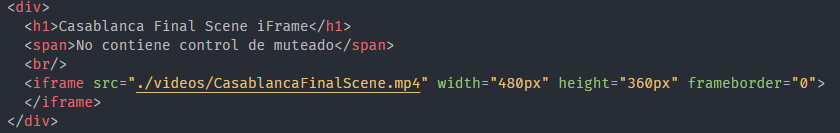 <div>
<h1>Casablanca Final Scene iFrame</h1>
<span>No contiene control de muteado</span>
<br/>
<iframe src="./videos/CasablancaFinalScene.mp4" width="480px" height="360px" frameborder="0">
</iframe>
</div>